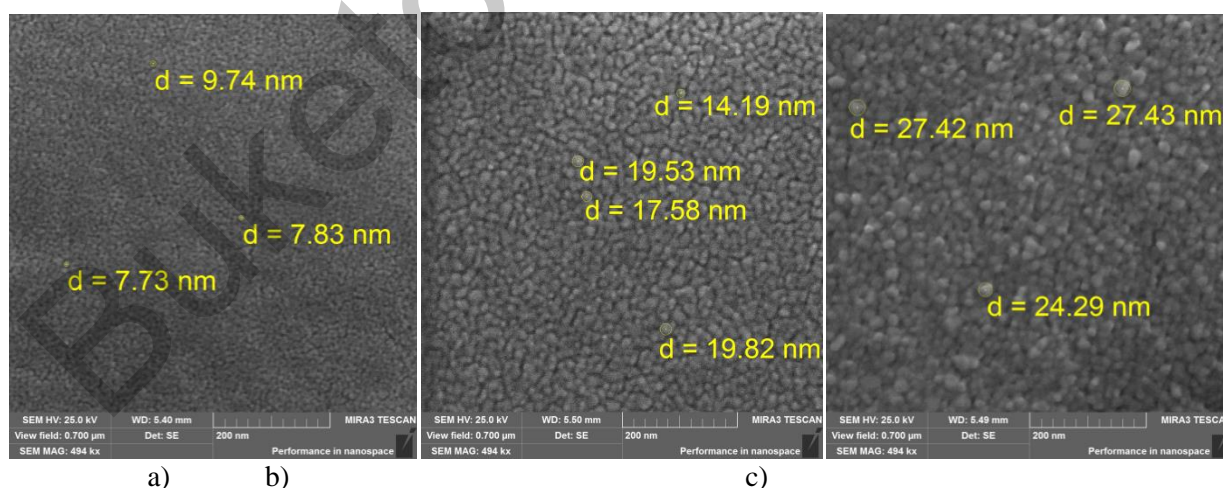 d = 9.74 nm
d = 7.83 nm
d = 7.73 nm
SEM HV: 25.0 kV WD: 5.40 mm MIRA3 TESCAN
View field: 0.700 µm Det: SE 200 nm
SEM MAG: 494 kx Performance in nanospace
d = 14.19 nm
d = 19.53 nm
d = 17.58 nm
d = 19.82 nm
SEM HV: 25.0 kV WD: 5.50 mm MIRA3 TESCAN
View field: 0.700 µm Det: SE 200 nm
SEM MAG: 494 kx Performance in nanospace
d = 27.42 nm
d = 27.43 nm
d = 24.29 nm
SEM HV: 25.0 kV WD: 5.49 mm MIRA3 TESCAN
View field: 0.700 µm Det: SE 200 nm
SEM MAG: 494 kx Performance in nanospace
a) b) c)